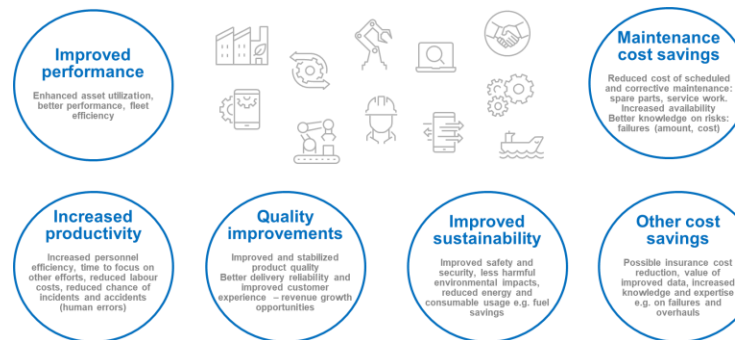 Improved
performance
Enhanced asset utilization,
better performance, fleet
efficiency
Maintenance
cost savings
Reduced cost of scheduled
and corrective maintenance:
spare parts, service work.
Increased availability
Better knowledge on risks:
failures (amount, cost)
Increased
productivity
Increased personnel
efficiency, time to focus on
other efforts, reduced labour
costs, reduced chance of
incidents and accidents
(human errors)
Quality
improvements
Improved and stabilized
product quality
Better delivery reliability and
improved customer
experience – revenue growth
opportunities
Improved
sustainability
Improved safety and
security, less harmful
environmental impacts,
reduced energy and
consumable usage e.g. fuel
savings
Other cost
savings
Possible insurance cost
reduction, value of
improved data, increased
knowledge and expertise
e.g. on failures and
overhauls